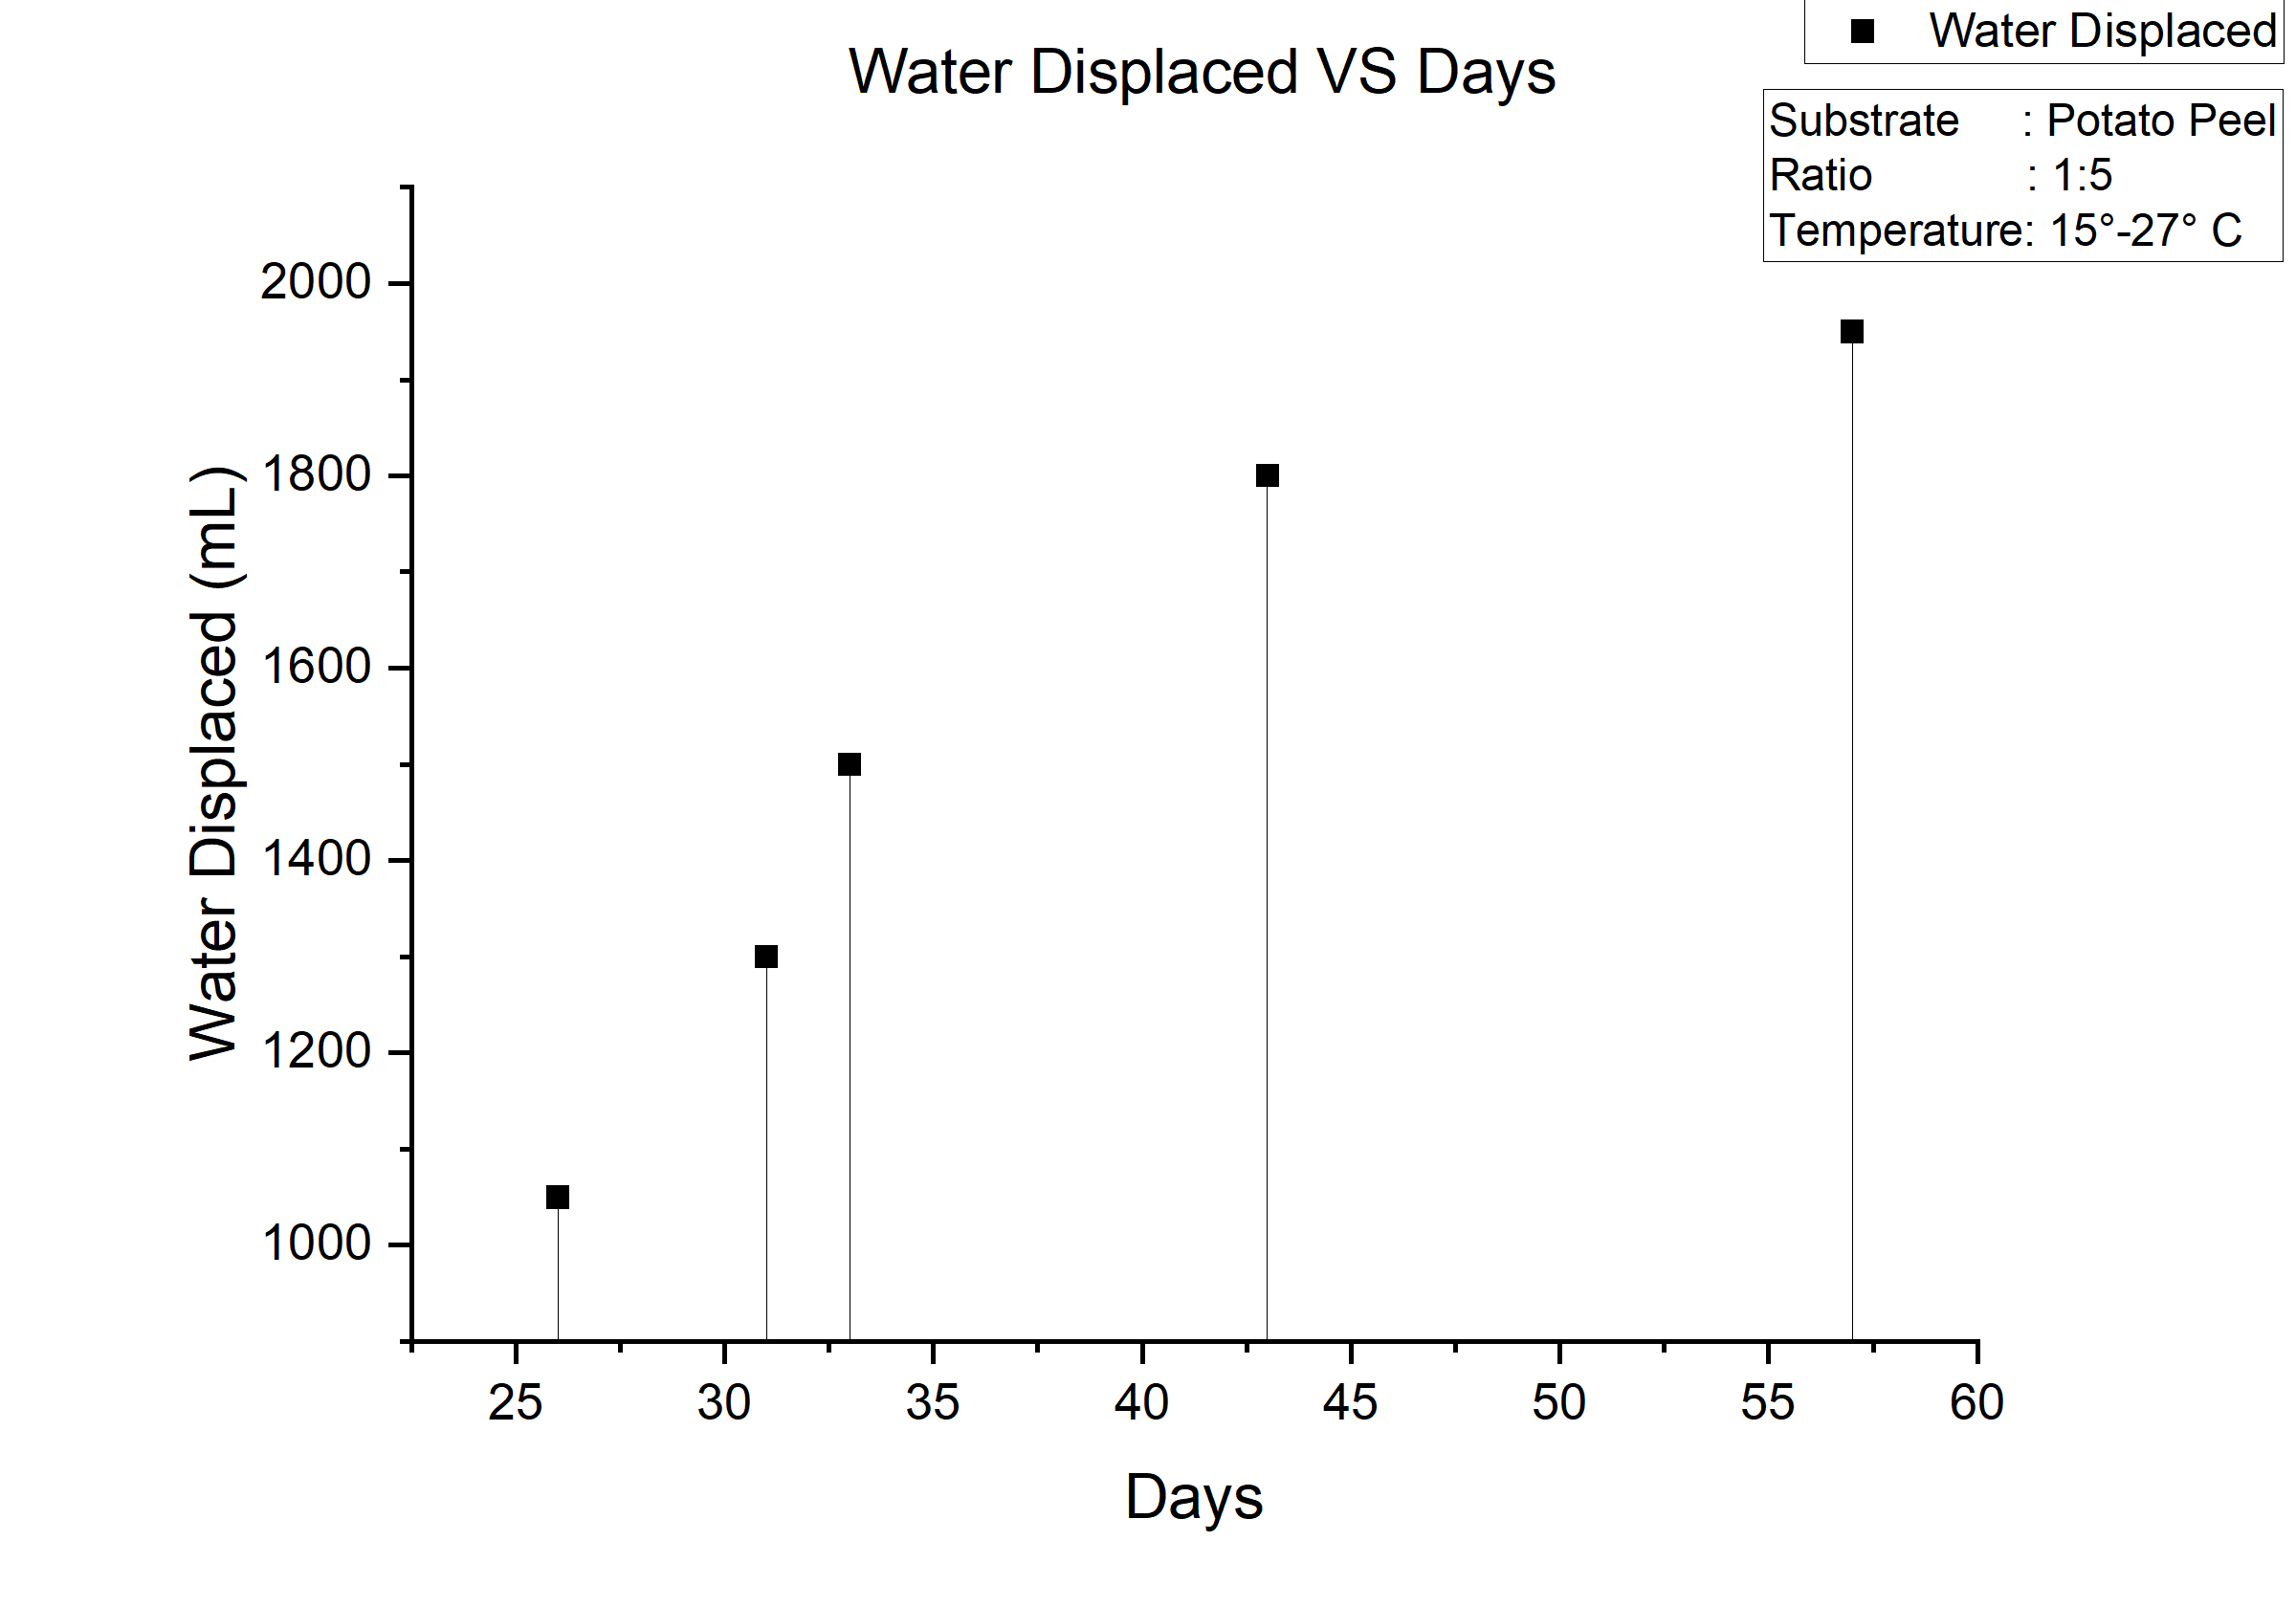 Water Displaced
Water Displaced VS Days
Substrate : Potato Peel
Ratio : 1:5
Temperature: 15°-27° C
Water Displaced (mL)
2000
1800
1600
1400
1200
1000
25 30 35 40 45 50 55 60
Days